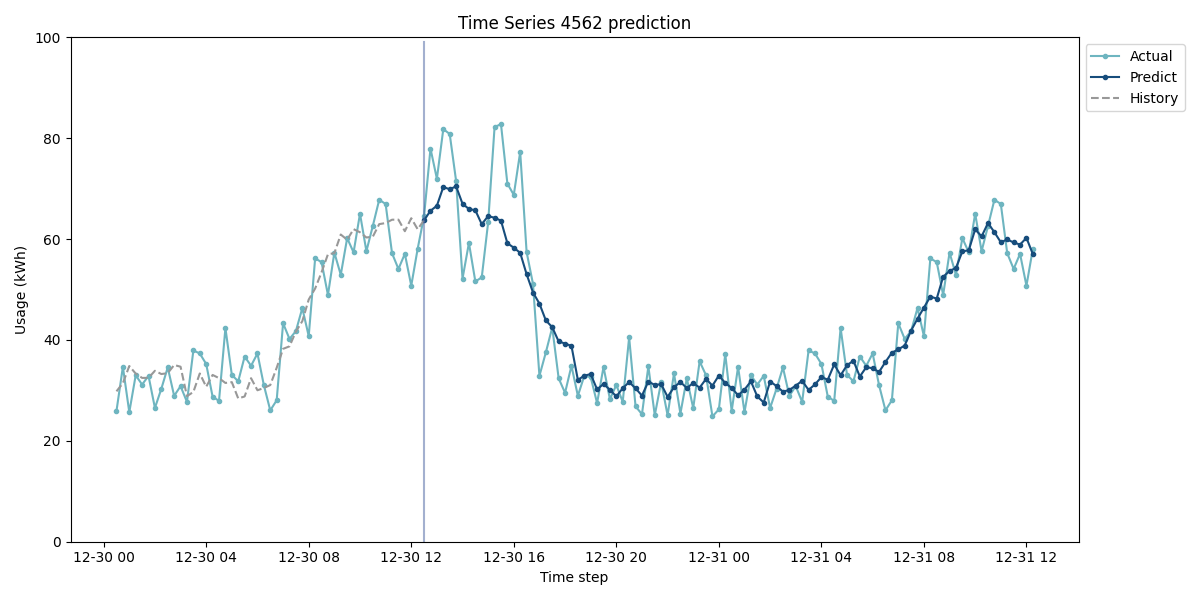 Time Series 4562 prediction
Usage (kWh)
100
80
60
40
20
0
12-30 00
12-30 04
12-30 08
12-30 12
12-30 16
12-30 20
12-31 00
12-31 04
12-31 08
12-31 12
Time step
Actual
Predict
History